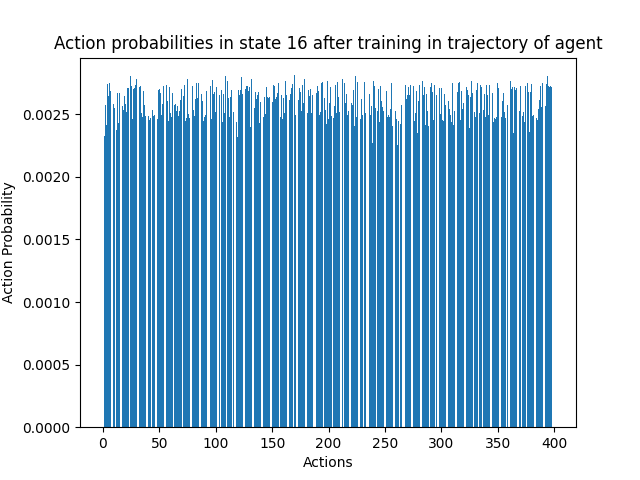 Action probabilities in state 16 after training in trajectory of agent
Action Probability
0.0025
0.0020
0.0015
0.0010
0.0005
0.0000
0 50 100 150 200 250 300 350 400
Actions